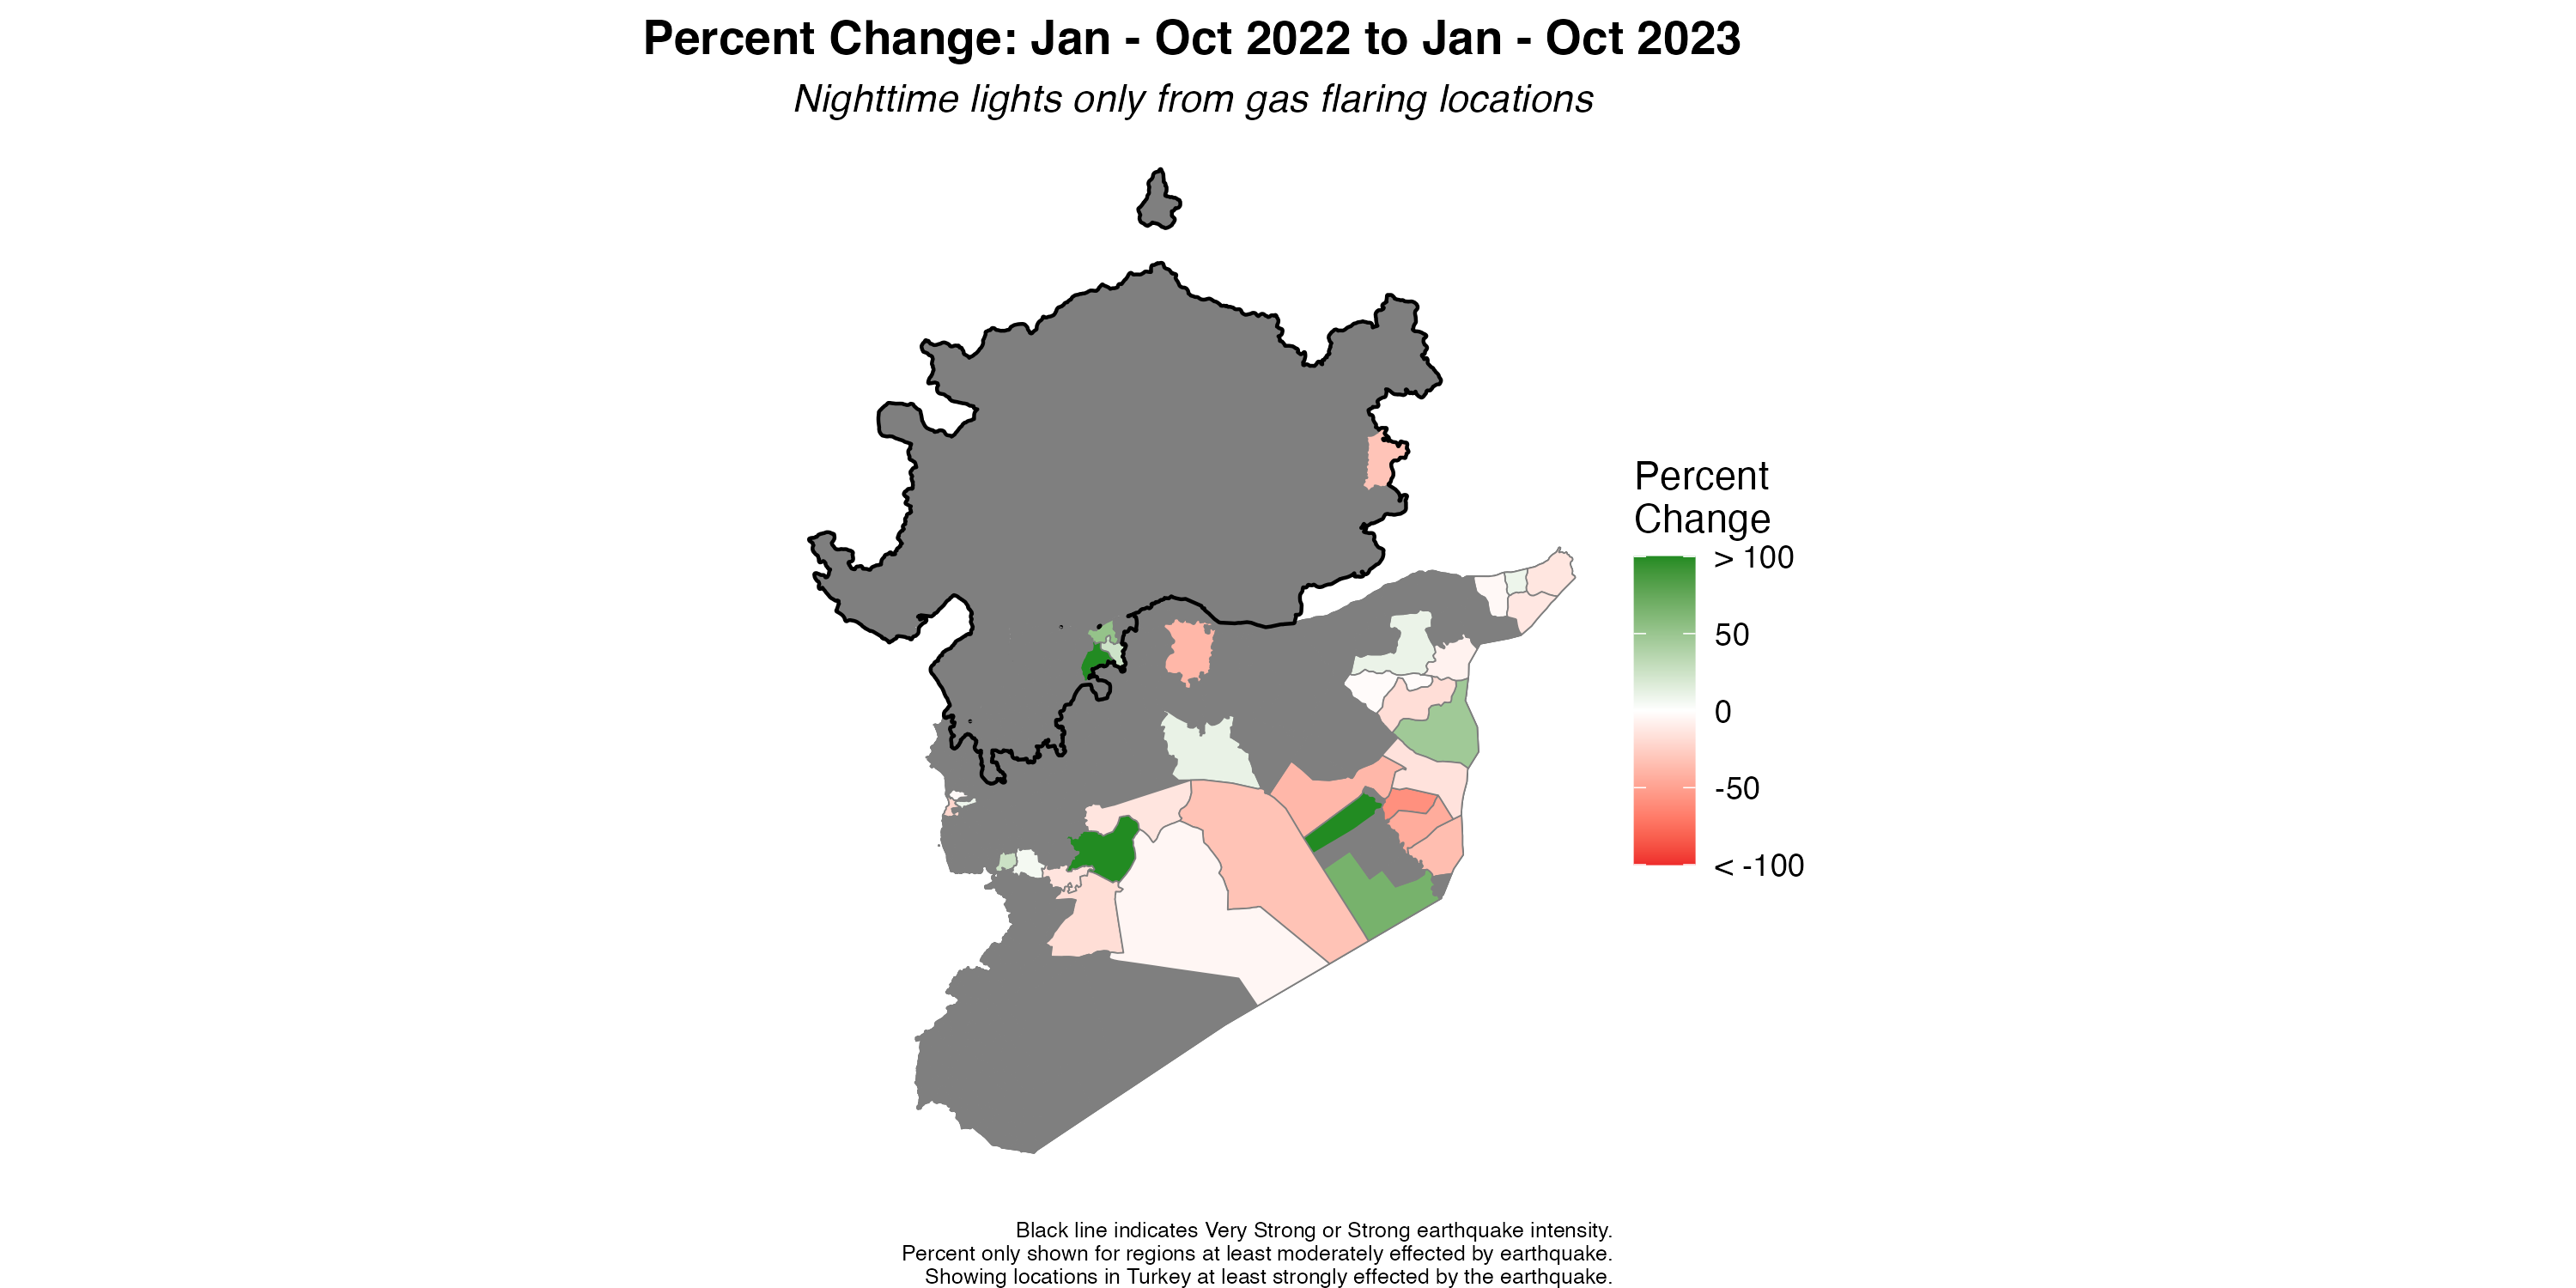 Percent Change: Jan - Oct 2022 to Jan - Oct 2023
Nighttime lights only from gas flaring locations
Percent
Change
> 100
50
0
-50
< -100
Black line indicates Very Strong or Strong earthquake intensity.
Percent only shown for regions at least moderately effected by earthquake.
Showing locations in Turkey at least strongly effected by the earthquake.